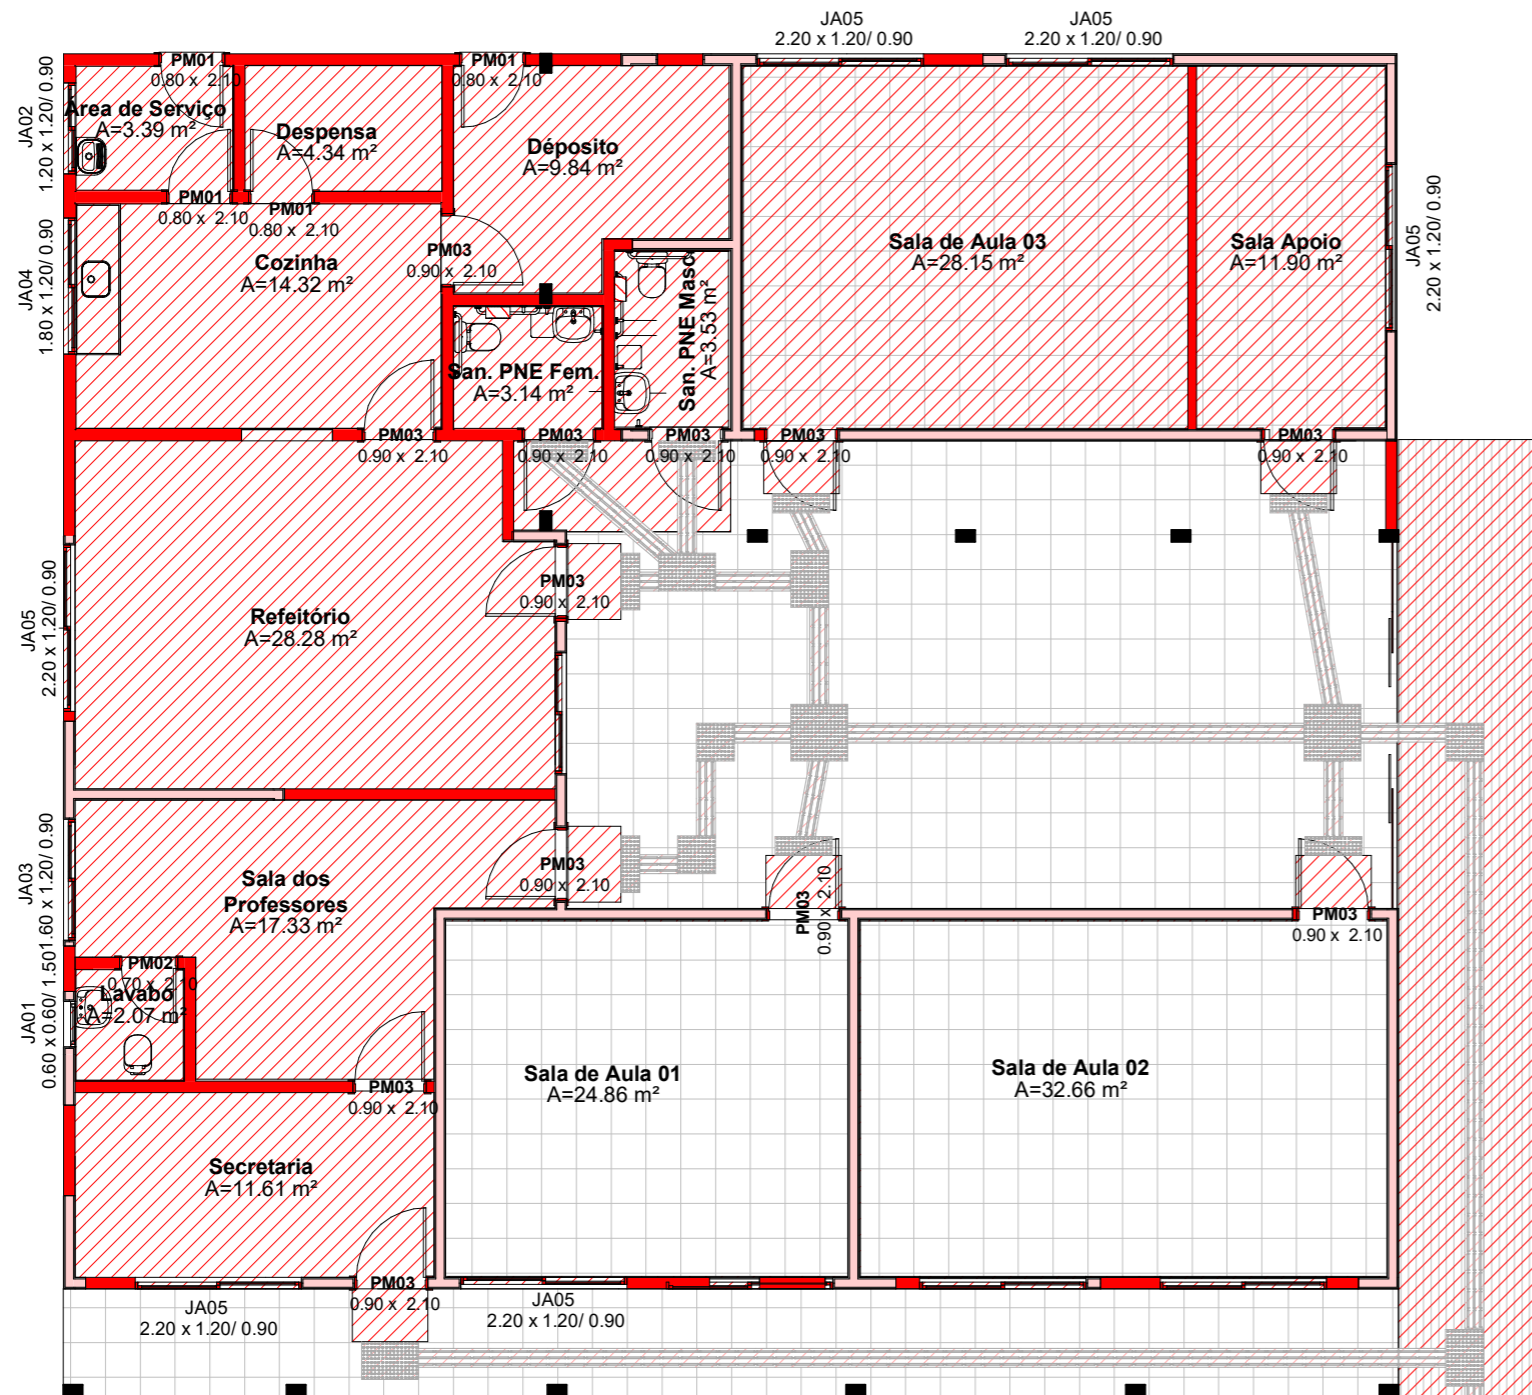 JA05
2.20 x 1.20/ 0.90
JA05
2.20 x 1.20/ 0.90
PM01
0.80 x 2.10
PM01
0.80 x 2.10
JA02
1.20 x 1.20/ 0.90
Área de Serviço
A=3.39 m²
Despensa
A=4.34 m²
Déposito
A=9.84 m²
PM01
0.80 x 2.10
PM01
0.80 x 2.10
JA04
1.80 x 1.20/ 0.90
Cozinha
A=14.32 m²
PM03
0.90 x 2.10
Sala de Aula 03
A=28.15 m²
Sala Apoio
A=11.90 m²
JA05
2.20 x 1.20/ 0.90
San. PNE Fem.
A=3.14 m²
San. PNE Masc.
A=3.53 m²
PM03
0.90 x 2.10
PM03
0.90 x 2.10
PM03
0.90 x 2.10
PM03
0.90 x 2.10
PM03
0.90 x 2.10
JA05
2.20 x 1.20/ 0.90
Refeitório
A=28.28 m²
PM03
0.90 x 2.10
JA03
1.60 x 1.20/ 0.90
Sala dos
Professores
A=17.33 m²
PM03
0.90 x 2.10
PM03
0.90 x 2.10
PM03
0.90 x 2.10
PM02
0.70 x 2.10
JA01
0.60 x 0.60/ 1.50
Lavabo
A=2.07 m²
Sala de Aula 01
A=24.86 m²
Sala de Aula 02
A=32.66 m²
PM03
0.90 x 2.10
Secretaria
A=11.61 m²
PM03
0.90 x 2.10
JA05
2.20 x 1.20/ 0.90
JA05
2.20 x 1.20/ 0.90